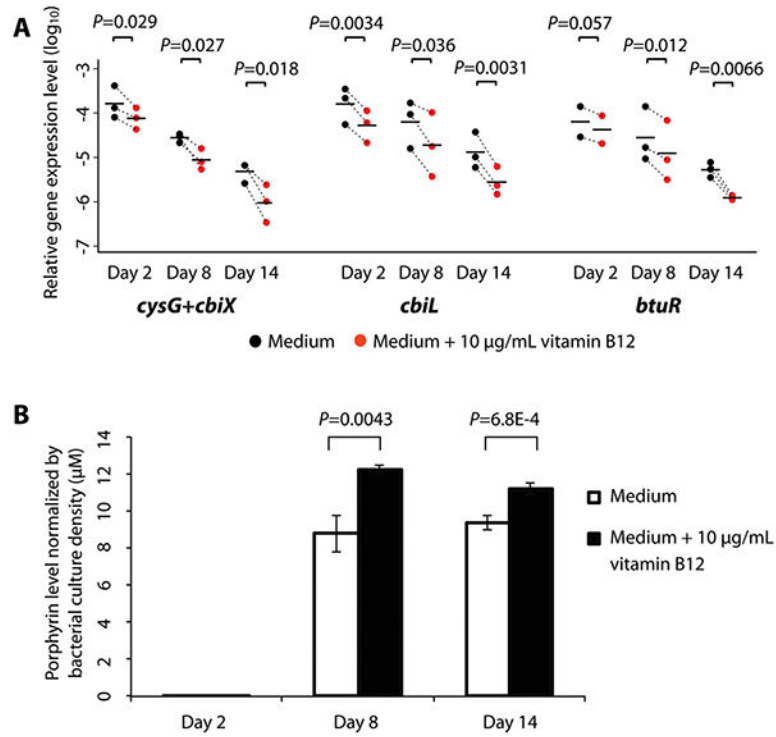 A
Relative gene expression level (log₁₀)
P=0.029
P=0.027
P=0.018
P=0.0034
P=0.036
P=0.0031
P=0.057
P=0.012
P=0.0066
-3
-4
-5
-6
-7
Day 2 Day 8 Day 14 Day 2 Day 8 Day 14 Day 2 Day 8 Day 14
cysG+cbiX cbiL btuR
Medium Medium + 10 µg/mL vitamin B12
B
Porphyrin level normalized by
bacterial culture density (µM)
P=0.0043
P=6.8E-4
14
12
10
8
6
4
2
0
Day 2 Day 8 Day 14
Medium
Medium + 10 µg/mL
vitamin B12